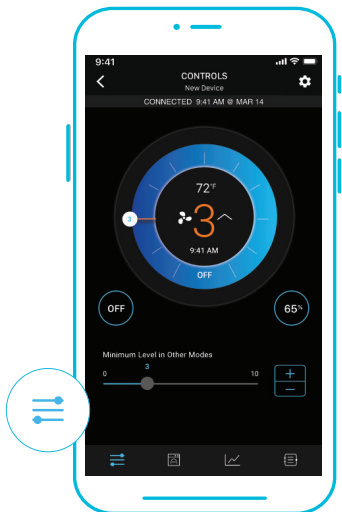 9:41
CONTROLS
New Device
CONNECTED 9:41 AM @ MAR 14
72°F
3
3
9:41 AM
OFF
OFF
65%
Minimum Level in Other Modes
0 3 10
+
−